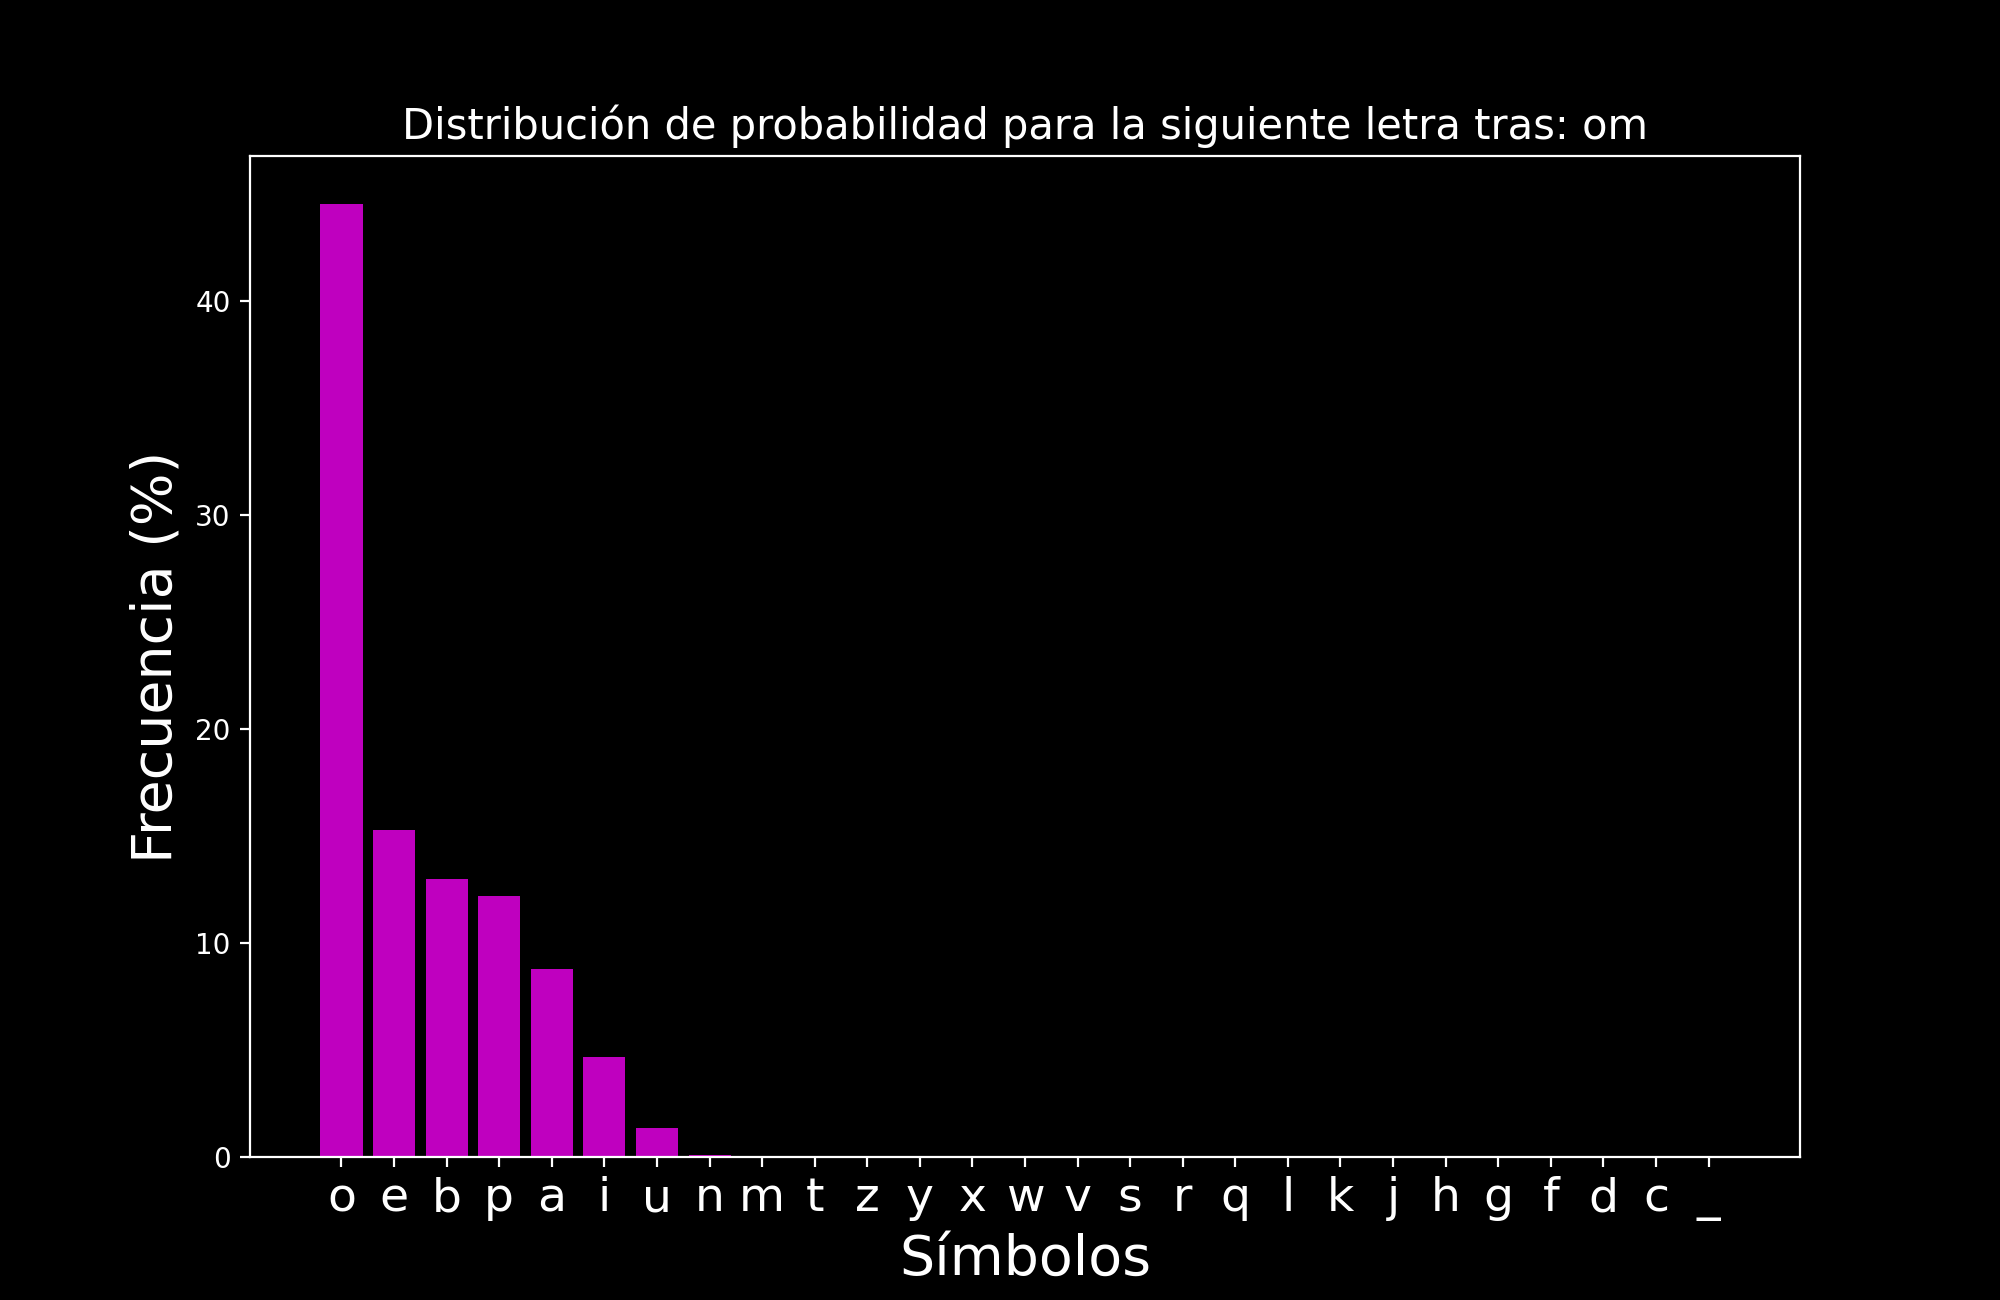 Distribución de probabilidad para la siguiente letra tras: om
Frecuencia (%)
40
30
20
10
0
o e b p a i u n m t z y x w v s r q l k j h g f d c _
Símbolos